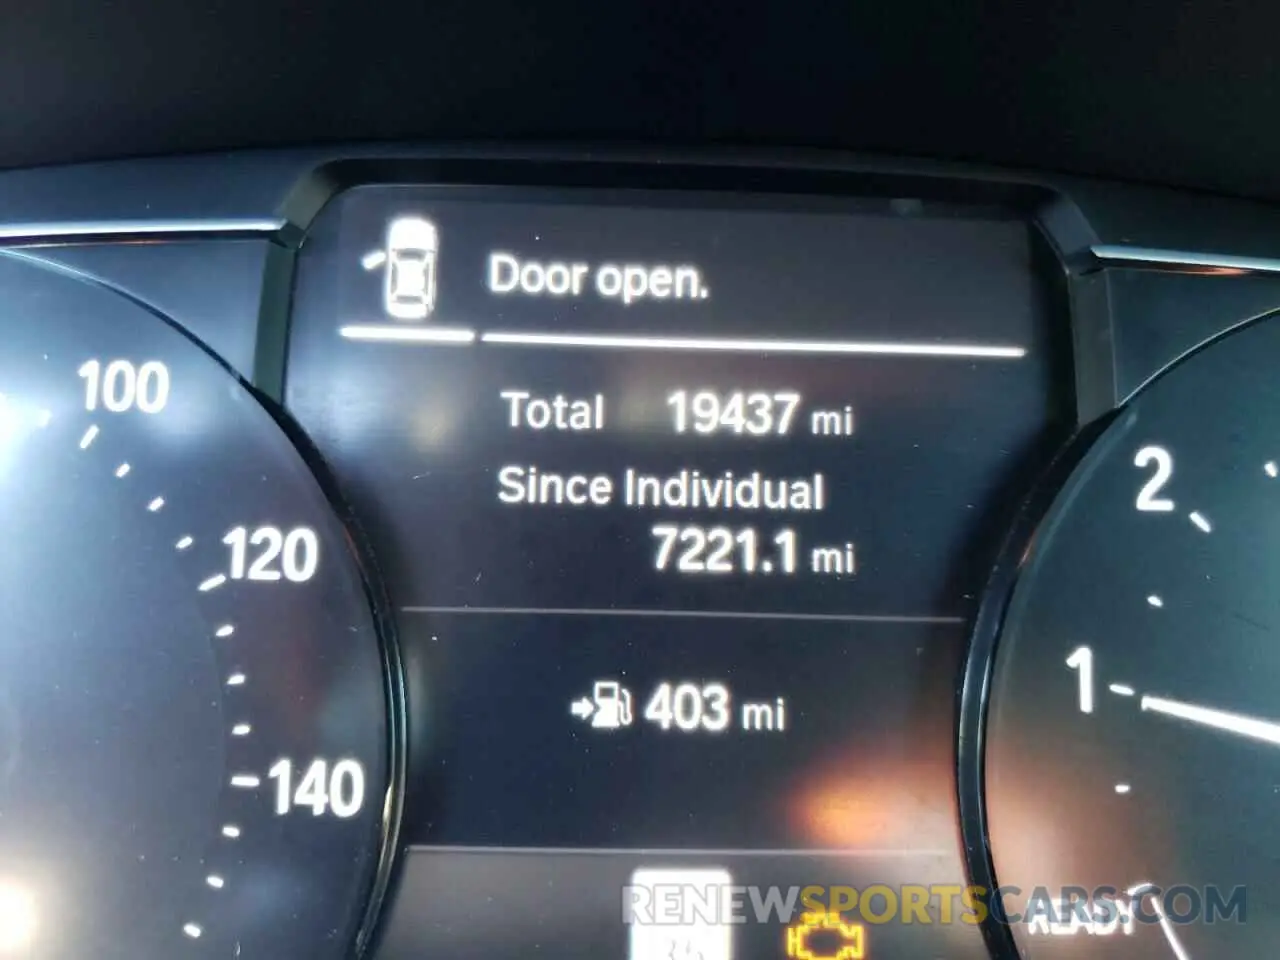 Door open.
100
Total 19437 mi
Since Individual
2
120
7221.1 mi
1
403 mi
140
RENEWSPORTSCARS.COM
READY